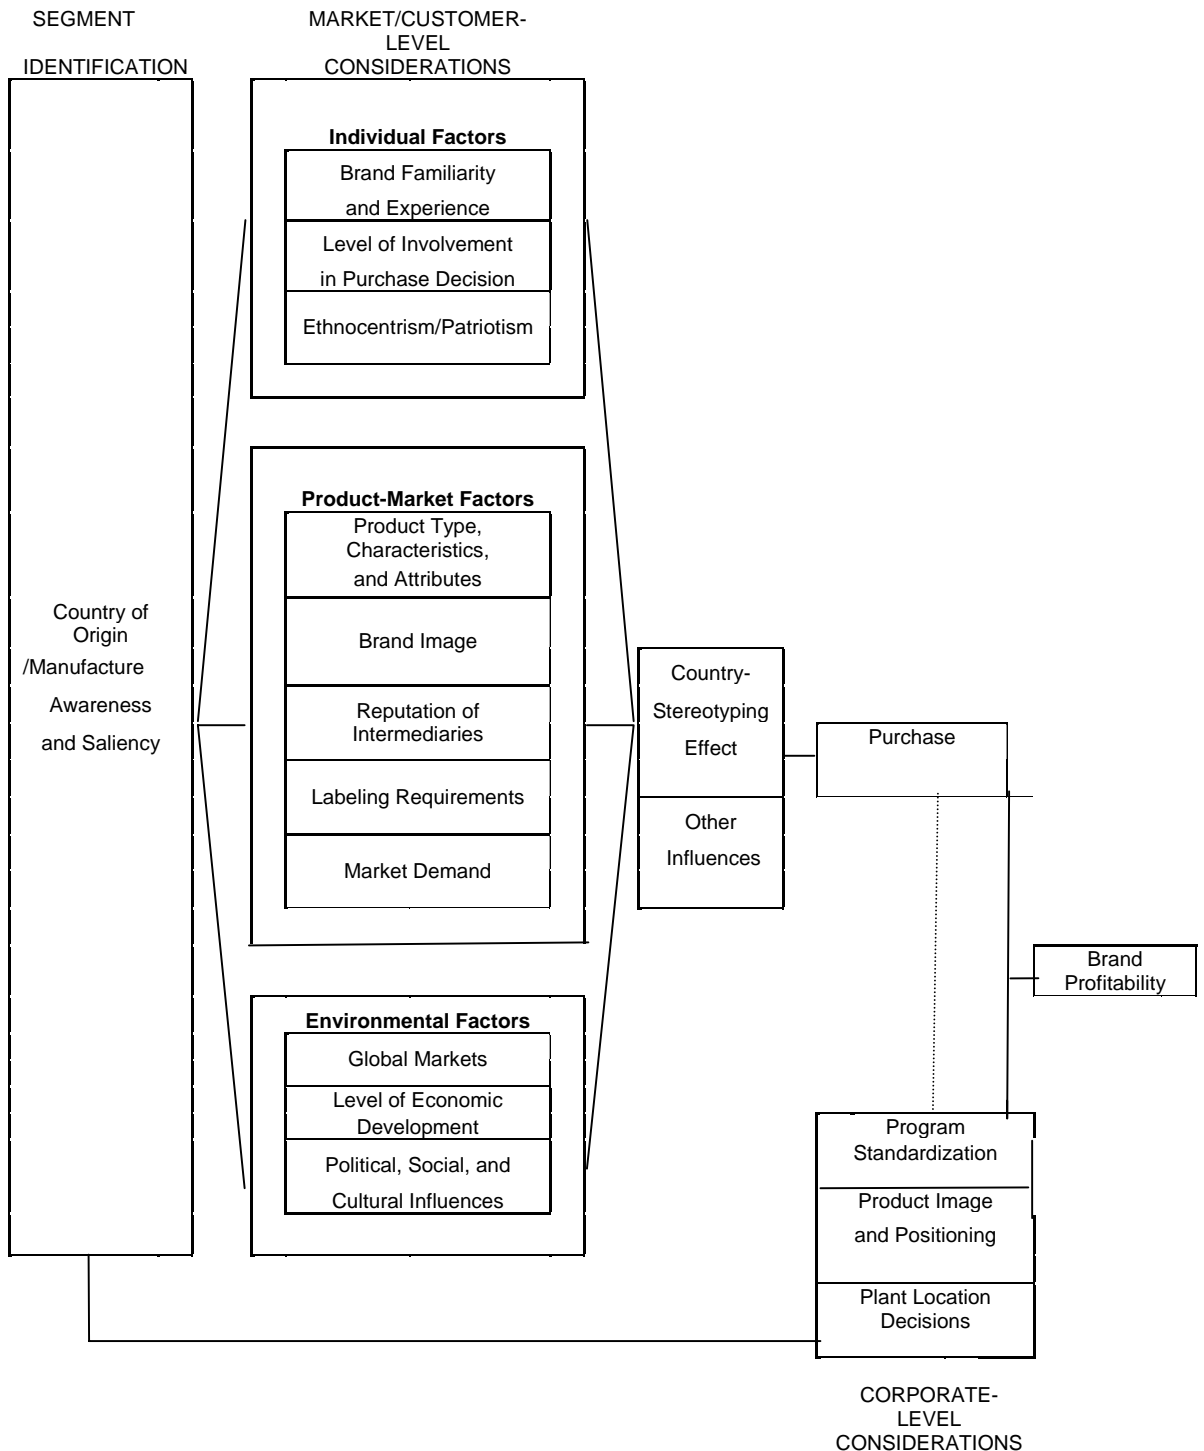 SEGMENT
IDENTIFICATION
MARKET/CUSTOMER-
LEVEL
CONSIDERATIONS
Country of
Origin
/Manufacture
Awareness
and Saliency
Individual Factors
Brand Familiarity
and Experience
Level of Involvement
in Purchase Decision
Ethnocentrism/Patriotism
Product-Market Factors
Product Type,
Characteristics,
and Attributes
Brand Image
Reputation of
Intermediaries
Labeling Requirements
Market Demand
Environmental Factors
Global Markets
Level of Economic
Development
Political, Social, and
Cultural Influences
Country-
Stereotyping
Effect
Other
Influences
Purchase
Brand
Profitability
Program
Standardization
Product Image
and Positioning
Plant Location
Decisions
CORPORATE-
LEVEL
CONSIDERATIONS